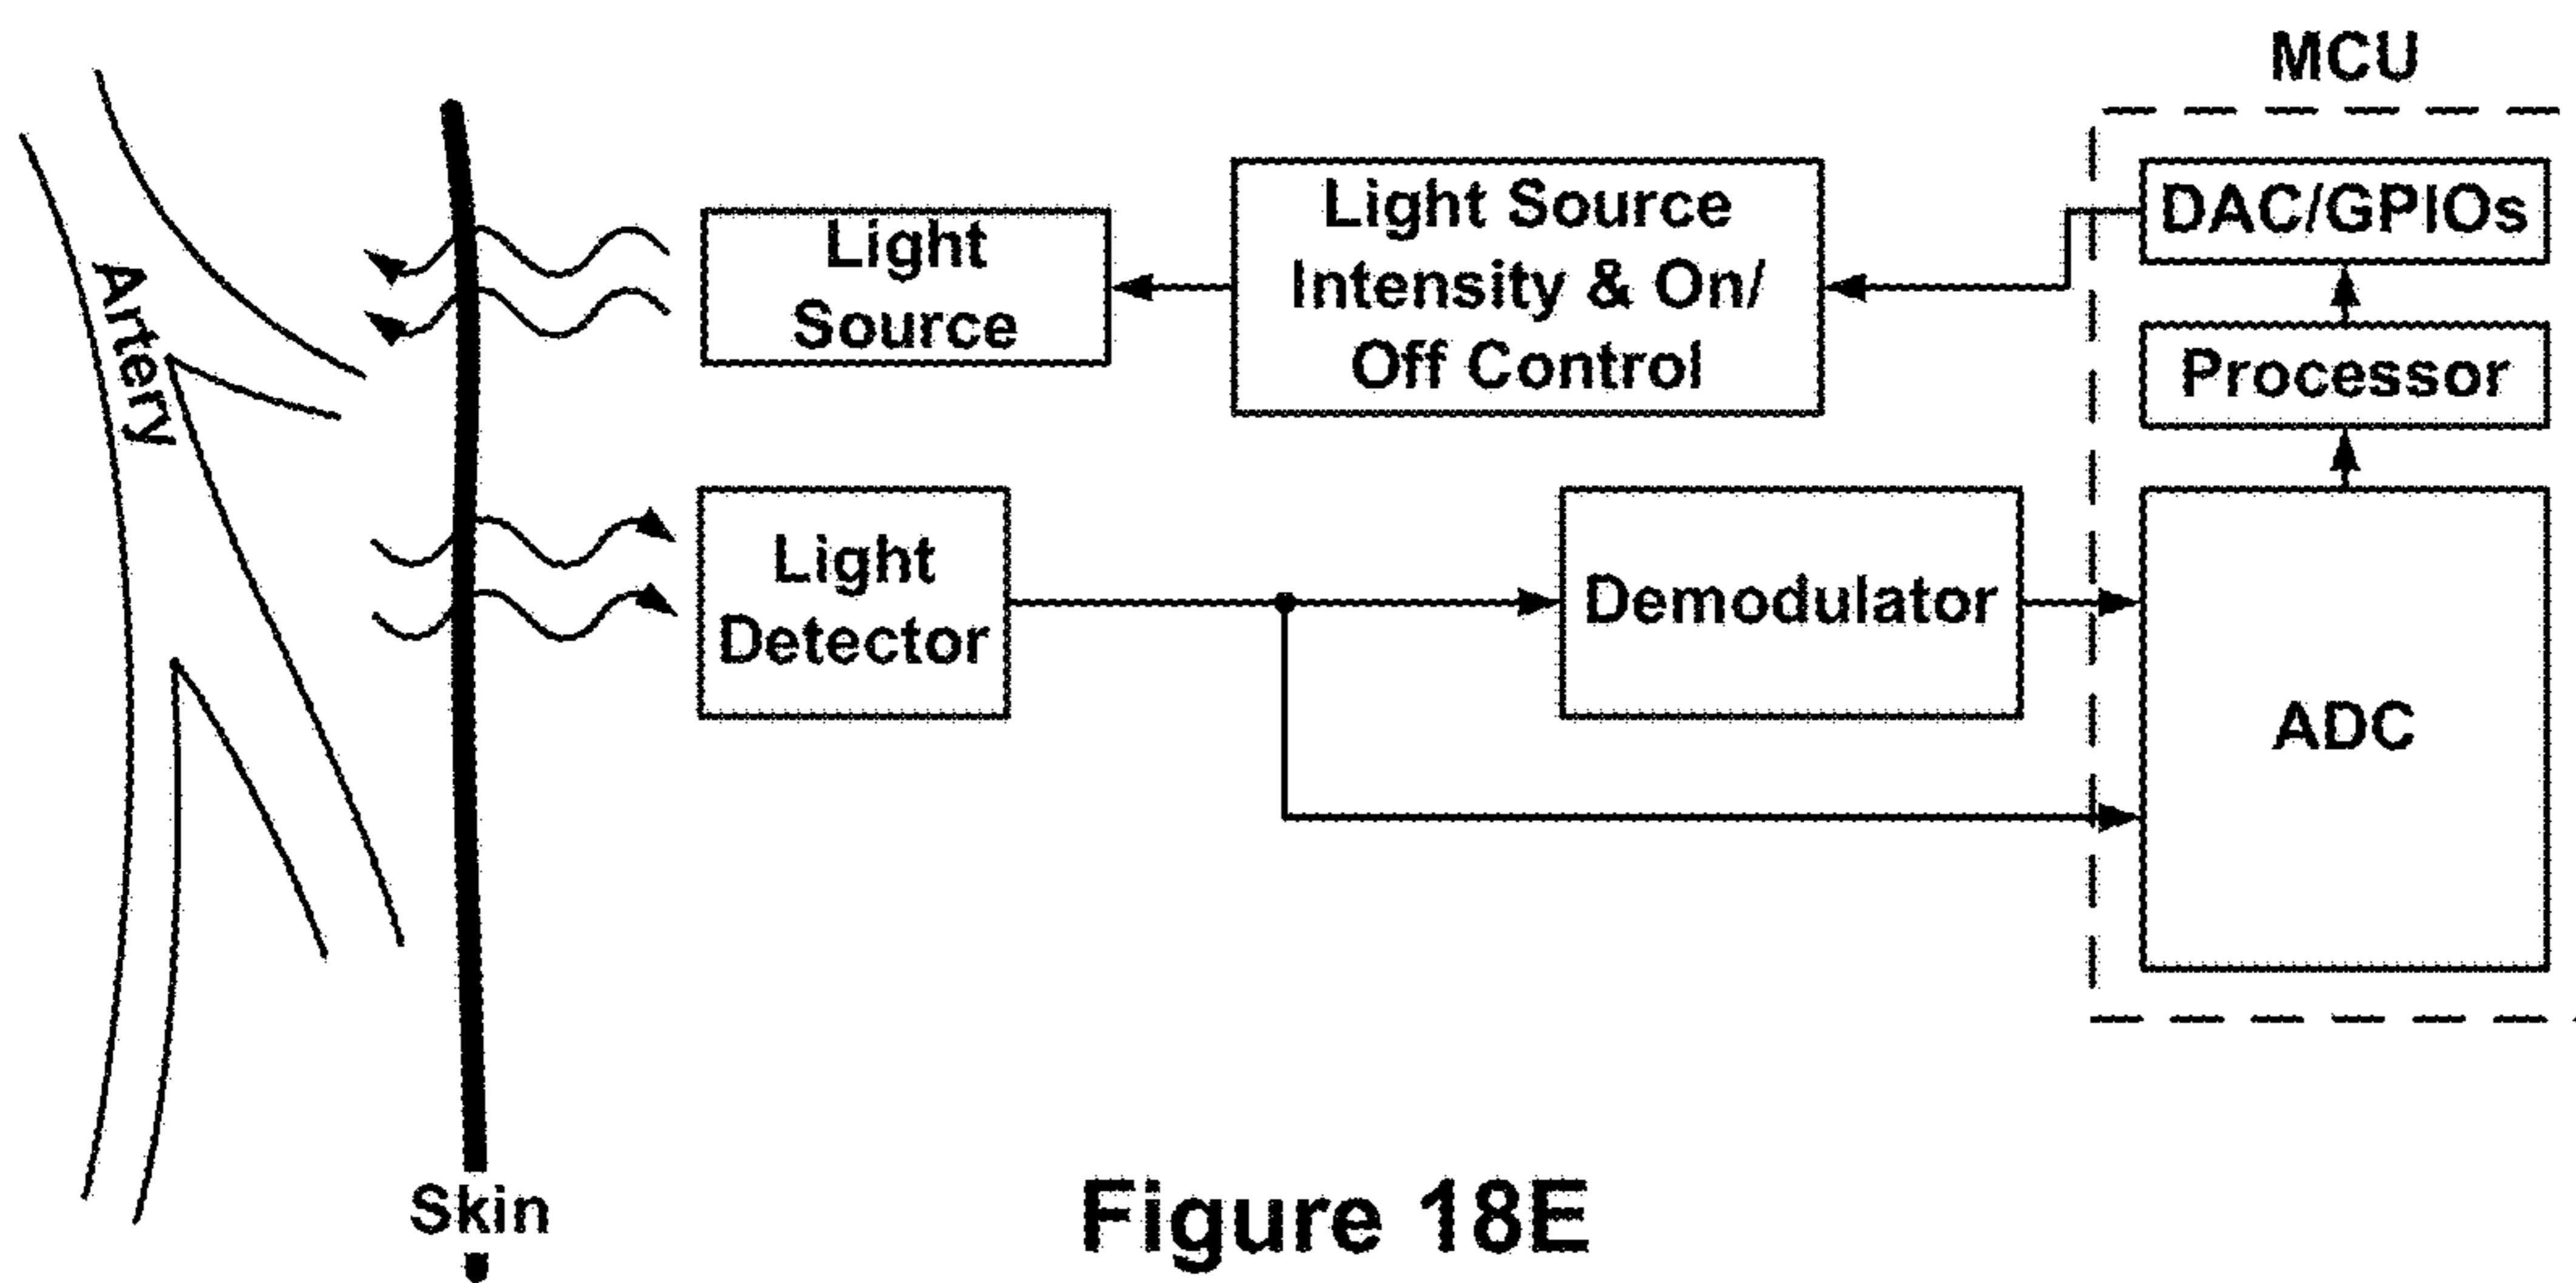 MCU
Light Source
Intensity & On/
Off Control
DAC/GPIOs
Light
Source
Artery
Processor
Light
Detector
Demodulator
ADC
Skin
Figure 18E